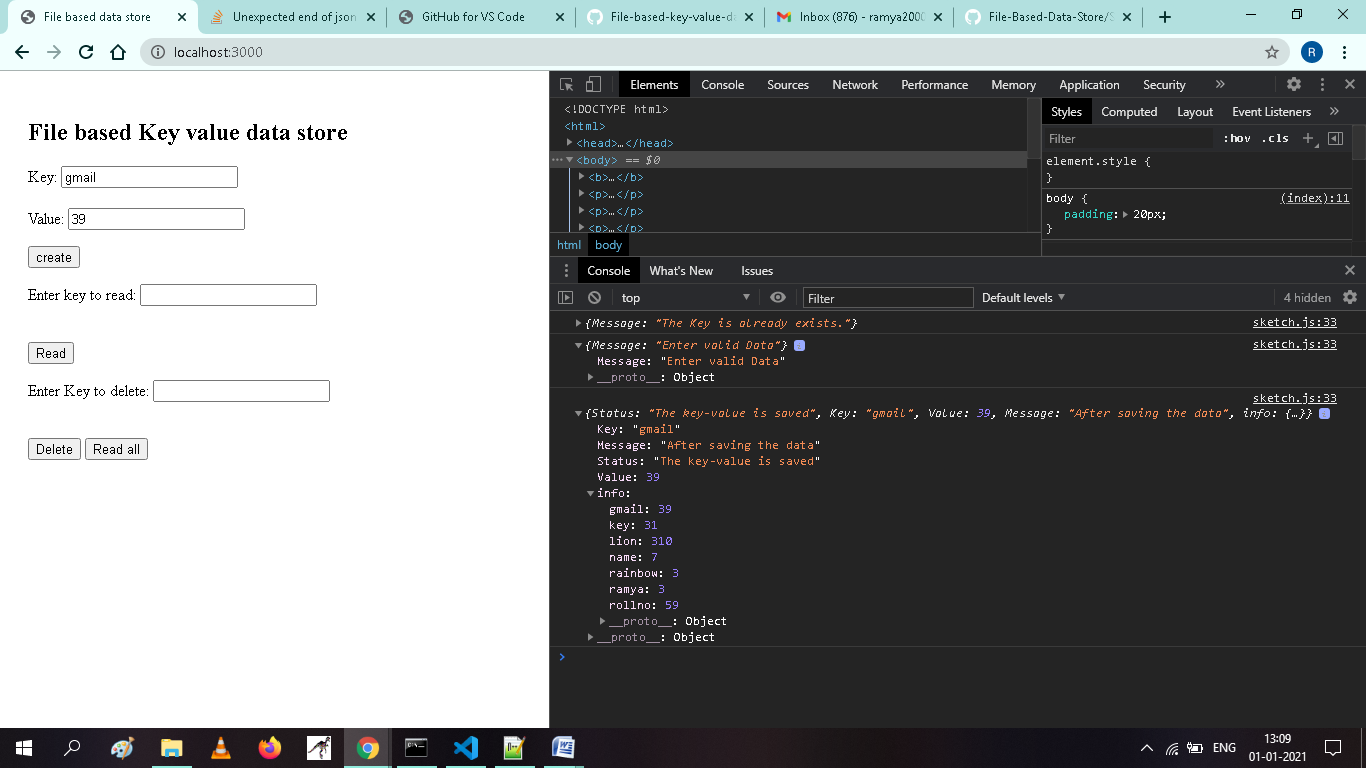 File based data store
Unexpected end of json
GitHub for VS Code
File-based-key-value-d
Inbox (876) - ramya200
File-Based-Data-Store/S
localhost:3000
R
File based Key value data store
Key: gmail
Value: 39
create
Enter key to read:
Read
Enter Key to delete:
Delete Read all
Elements Console Sources Network Performance Memory Application Security »
<!DOCTYPE html>
<html>
<head>…</head>
<body> == $0
<b>…</b>
<p>…</p>
<p>…</p>
<p>…</p>
html body
Styles Computed Layout Event Listeners »
Filter :hov .cls
element.style {
}
body { (index):11
padding: 20px;
}
Console What's New Issues
top Filter Default levels 4 hidden
{Message: "The Key is already exists."} sketch.js:33
{Message: "Enter valid Data"} sketch.js:33
Message: "Enter valid Data"
__proto__: Object
sketch.js:33
{Status: "The key-value is saved", Key: "gmail", Value: 39, Message: "After saving the data", info: {…}}
Key: "gmail"
Message: "After saving the data"
Status: "The key-value is saved"
Value: 39
info:
gmail: 39
key: 31
lion: 310
name: 7
rainbow: 3
ramya: 3
rollno: 59
__proto__: Object
__proto__: Object
ENG
13:09
01-01-2021